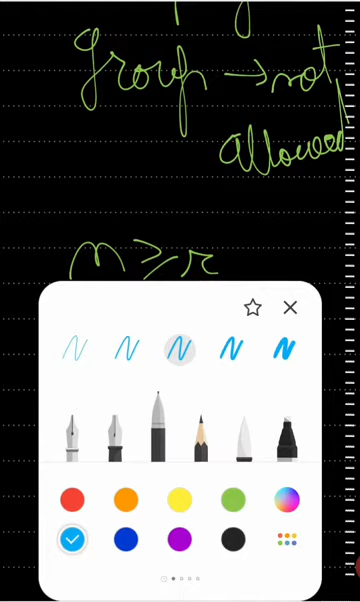 group → not
allowed
n ≥ r